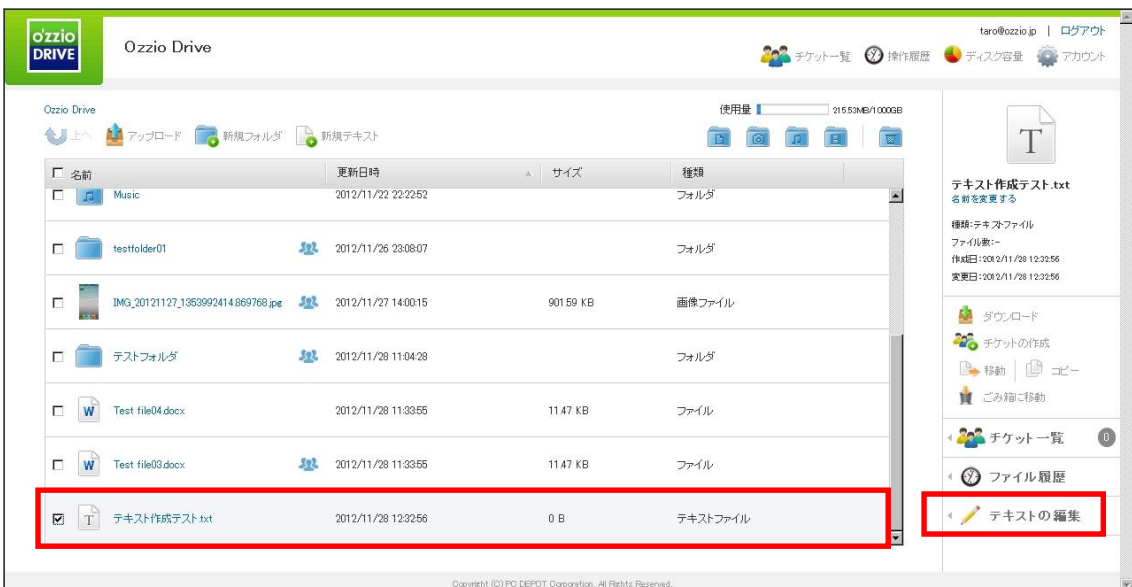 o'zzio
DRIVE
Ozzio Drive
taro@ozzio.jp | ログアウト
チケット一覧 操作履歴 ディスク容量 アカウント
Ozzio Drive
使用量 215.53MB/1000GB
上へ アップロード 新規フォルダ 新規テキスト
名前 更新日時 サイズ 種類
Music 2012/11/22 22:22:52 フォルダ
testfolder01 2012/11/26 23:08:07 フォルダ
IMG_20121127_1353992414.869768.jpg 2012/11/27 14:00:15 901.59 KB 画像ファイル
テストフォルダ 2012/11/28 11:04:28 フォルダ
W Test file04.docx 2012/11/28 11:33:55 11.47 KB ファイル
W Test file03.docx 2012/11/28 11:33:55 11.47 KB ファイル
T テキスト作成テスト.txt 2012/11/28 12:32:56 0 B テキストファイル
T
テキスト作成テスト.txt
名前を変更する
種類:テキストファイル
ファイル数:-
作成日:2012/11/28 12:32:56
変更日:2012/11/28 12:32:56
ダウンロード
チケットの作成
移動 コピー
ごみ箱に移動
チケット一覧 0
ファイル履歴
テキストの編集
Copyright (C) PC DEPOT Corporation. All Rights Reserved.